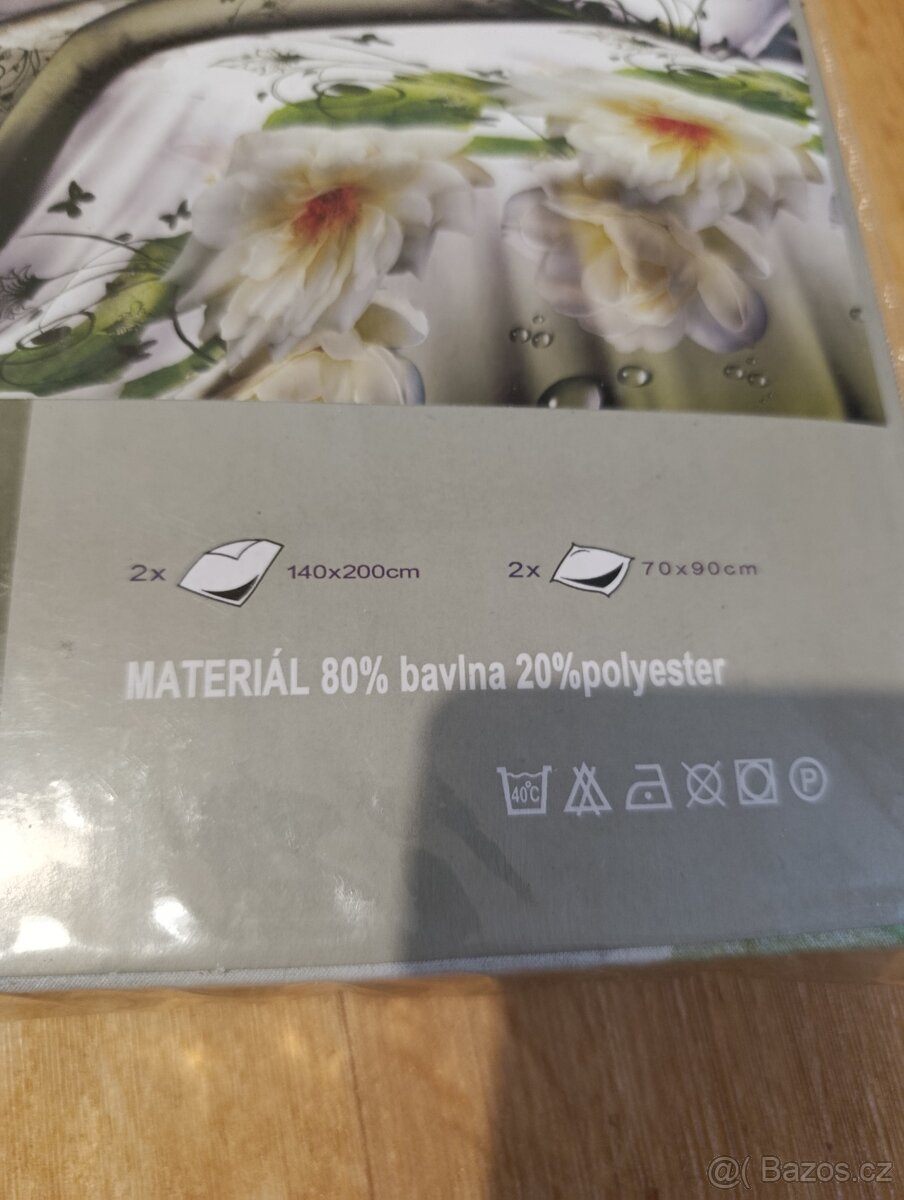 2x 140x200cm 2x 70x90cm
MATERIÁL 80% bavlna 20%polyester
40°C P
@( Bazos.cz